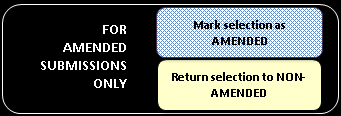 FOR
AMENDED
SUBMISSIONS
ONLY
Mark selection as
AMENDED
Return selection to NON-
AMENDED